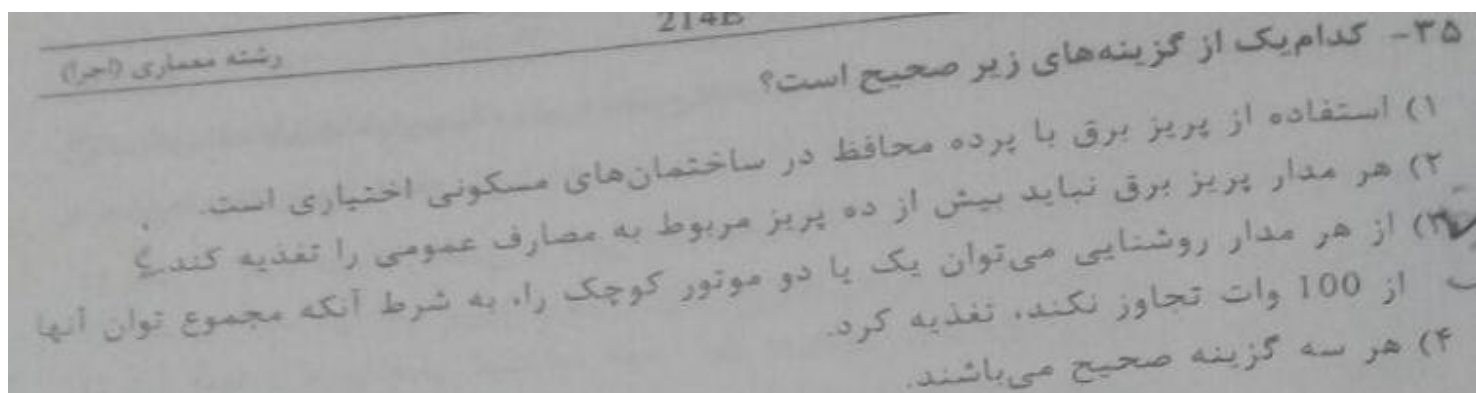 214E
رشته معماری (اجرا)
۳۵- کدام‌یک از گزینه‌های زیر صحیح است؟
۱) استفاده از پریز برق با پرده محافظ در ساختمان‌های مسکونی اختیاری است.
۲) هر مدار پریز برق نباید بیش از ده پریز مربوط به مصارف عمومی را تغذیه کند.
۳) از هر مدار روشنایی می‌توان یک یا دو موتور کوچک را، به شرط آنکه مجموع توان آنها
از 100 وات تجاوز نکند، تغذیه کرد.
۴) هر سه گزینه صحیح می‌باشند.